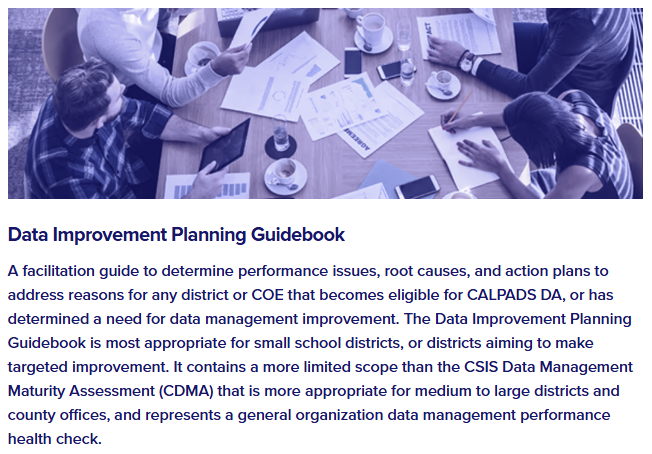 CONTRACT
AGREEMENT
Data Improvement Planning Guidebook
A facilitation guide to determine performance issues, root causes, and action plans to
address reasons for any district or COE that becomes eligible for CALPADS DA, or has
determined a need for data management improvement. The Data Improvement Planning
Guidebook is most appropriate for small school districts, or districts aiming to make
targeted improvement. It contains a more limited scope than the CSIS Data Management
Maturity Assessment (CDMA) that is more appropriate for medium to large districts and
county offices, and represents a general organization data management performance
health check.